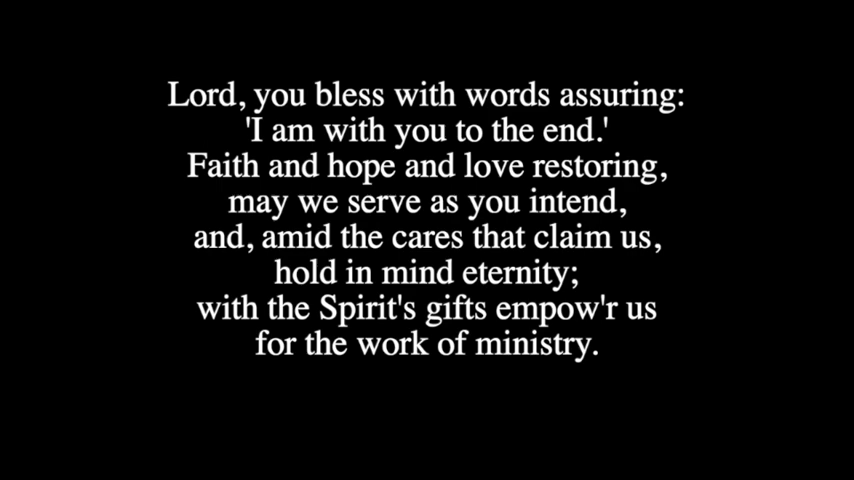 Lord, you bless with words assuring:
'I am with you to the end.'
Faith and hope and love restoring,
may we serve as you intend,
and, amid the cares that claim us,
hold in mind eternity;
with the Spirit's gifts empow'r us
for the work of ministry.